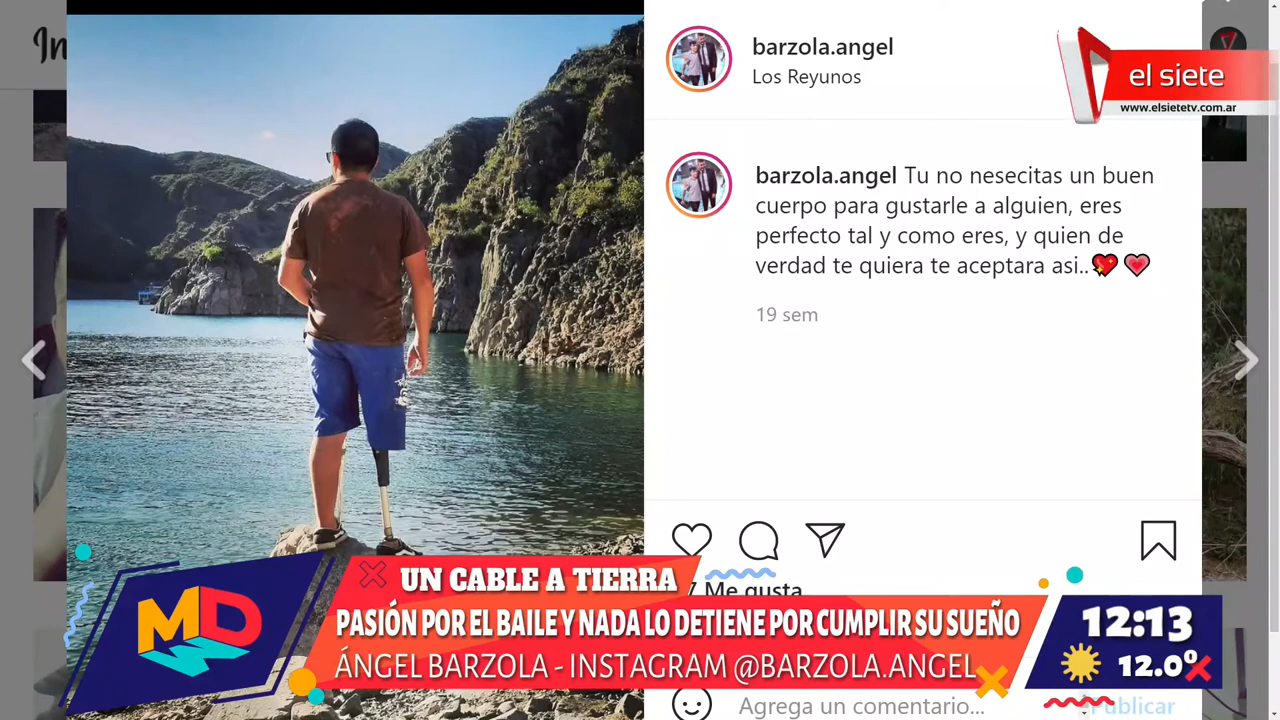 In
barzola.angel
Los Reyunos
el siete
www.elsietetv.com.ar
barzola.angel Tu no nesecitas un buen
cuerpo para gustarle a alguien, eres
perfecto tal y como eres, y quien de
verdad te quiera te aceptara asi..💖 💗
19 sem
Me gusta
UN CABLE A TIERRA
PASIÓN POR EL BAILE Y NADA LO DETIENE POR CUMPLIR SU SUEÑO
ÁNGEL BARZOLA - INSTAGRAM @BARZOLA.ANGEL
MD
12:13
12.0º
Agrega un comentario...
Publicar